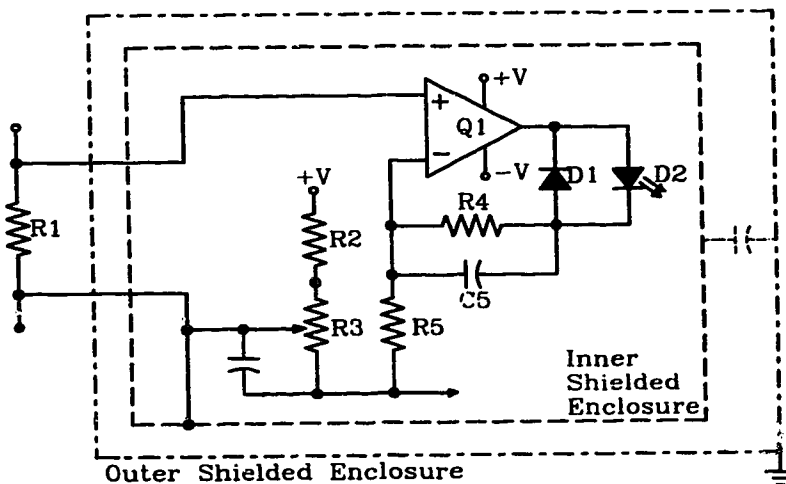 +V
+
Q1
−
−V
D1
D2
R4
+V
R1
R2
C5
R3
R5
Inner
Shielded
Enclosure
Outer Shielded Enclosure